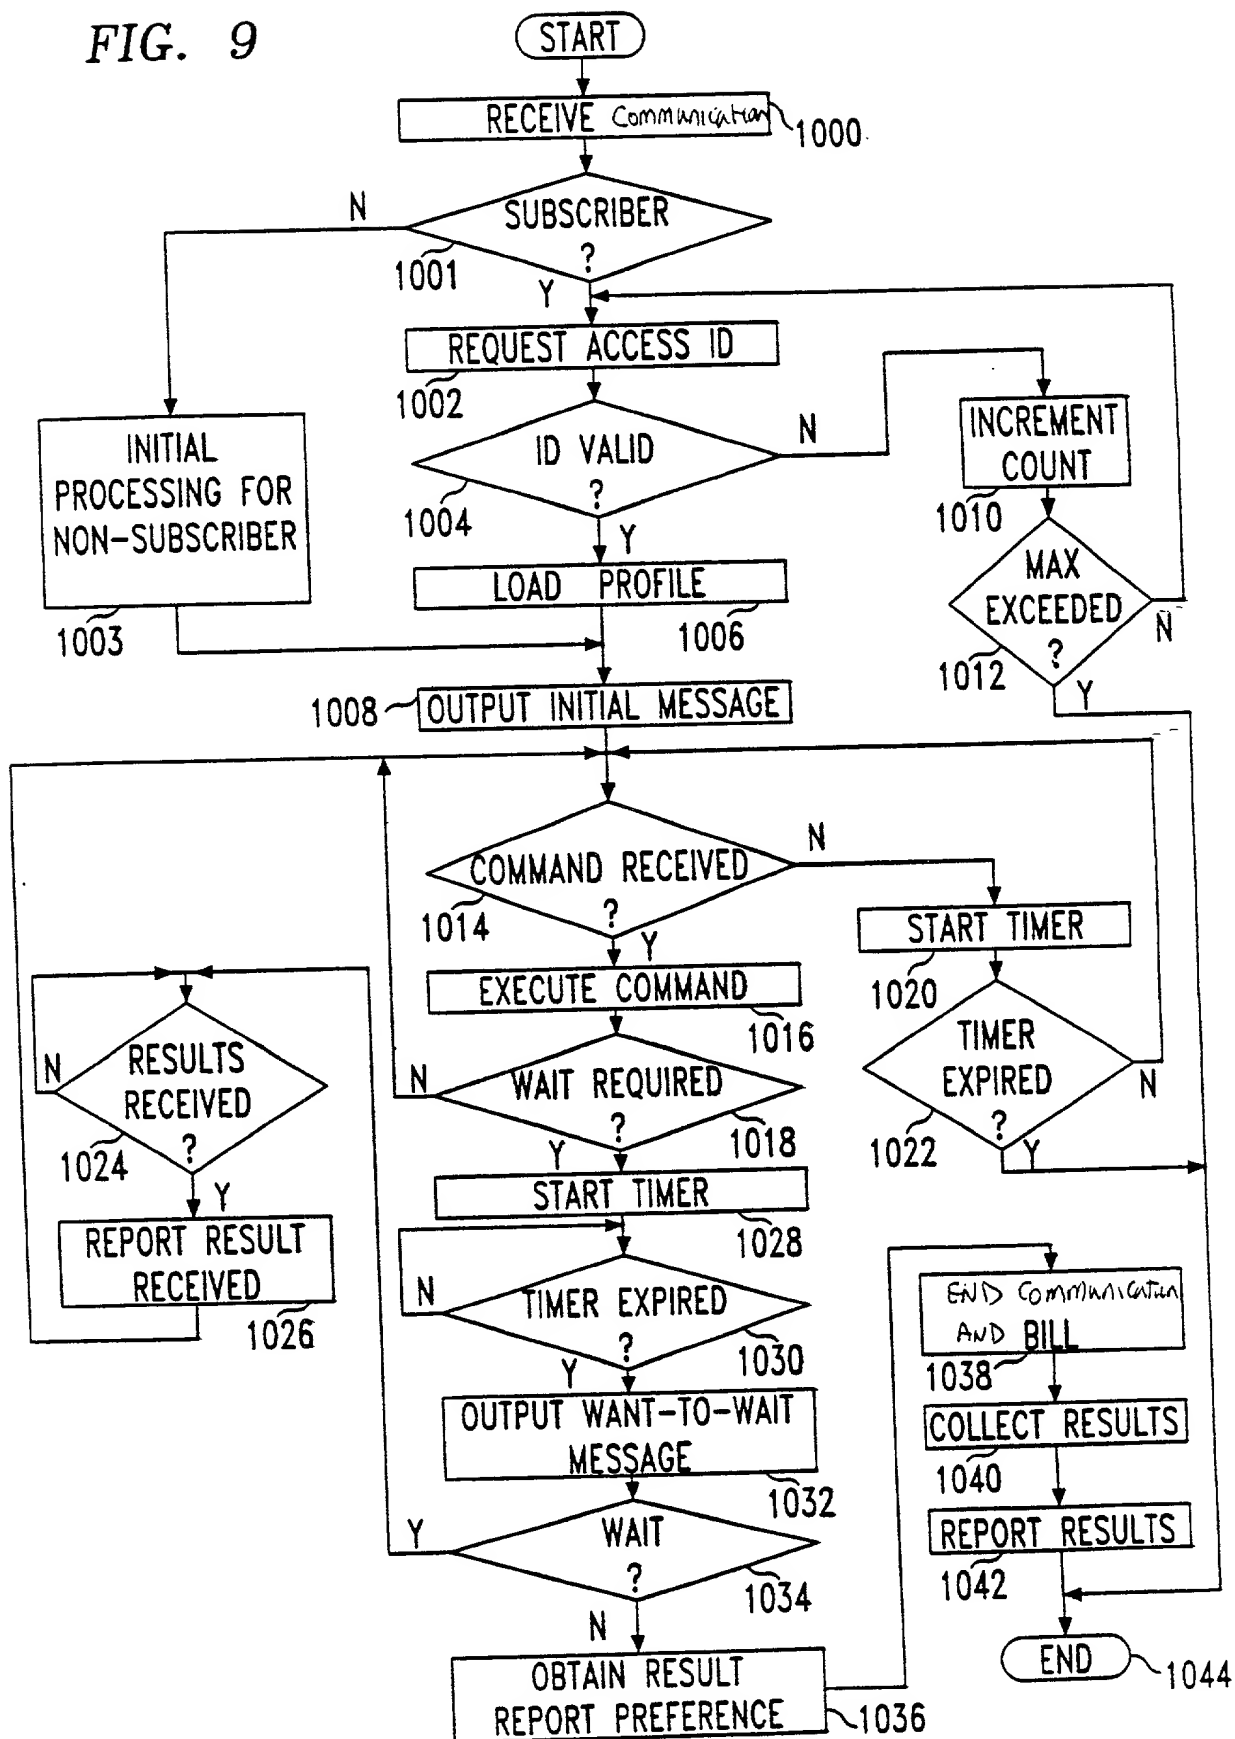 FIG. 9
START
RECEIVE Communication
1000
N
SUBSCRIBER
?
1001
Y
REQUEST ACCESS ID
1002
N
ID VALID
?
1004
Y
INCREMENT
COUNT
1010
INITIAL
PROCESSING FOR
NON-SUBSCRIBER
1003
LOAD PROFILE
1006
MAX
EXCEEDED
?
1012
N
Y
1008
OUTPUT INITIAL MESSAGE
COMMAND RECEIVED
?
1014
N
Y
START TIMER
1020
EXECUTE COMMAND
1016
TIMER
EXPIRED
?
1022
N
Y
N
RESULTS
RECEIVED
?
1024
Y
N
WAIT REQUIRED
?
1018
Y
START TIMER
1028
REPORT RESULT
RECEIVED
1026
N
TIMER EXPIRED
?
1030
Y
END Communication
AND BILL
1038
OUTPUT WANT-TO-WAIT
MESSAGE
1032
COLLECT RESULTS
1040
Y
WAIT
?
1034
N
REPORT RESULTS
1042
OBTAIN RESULT
REPORT PREFERENCE
1036
END
1044